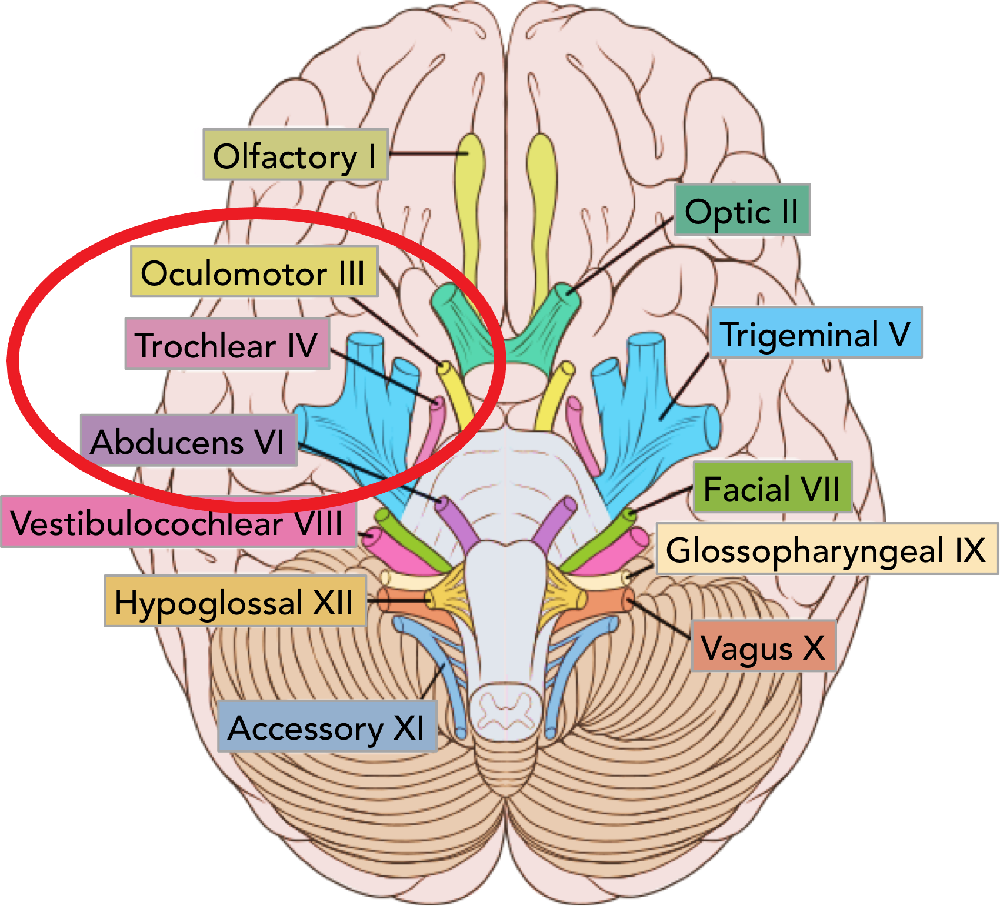 Olfactory I
Optic II
Oculomotor III
Trochlear IV
Trigeminal V
Abducens VI
Facial VII
Vestibulocochlear VIII
Glossopharyngeal IX
Hypoglossal XII
Vagus X
Accessory XI